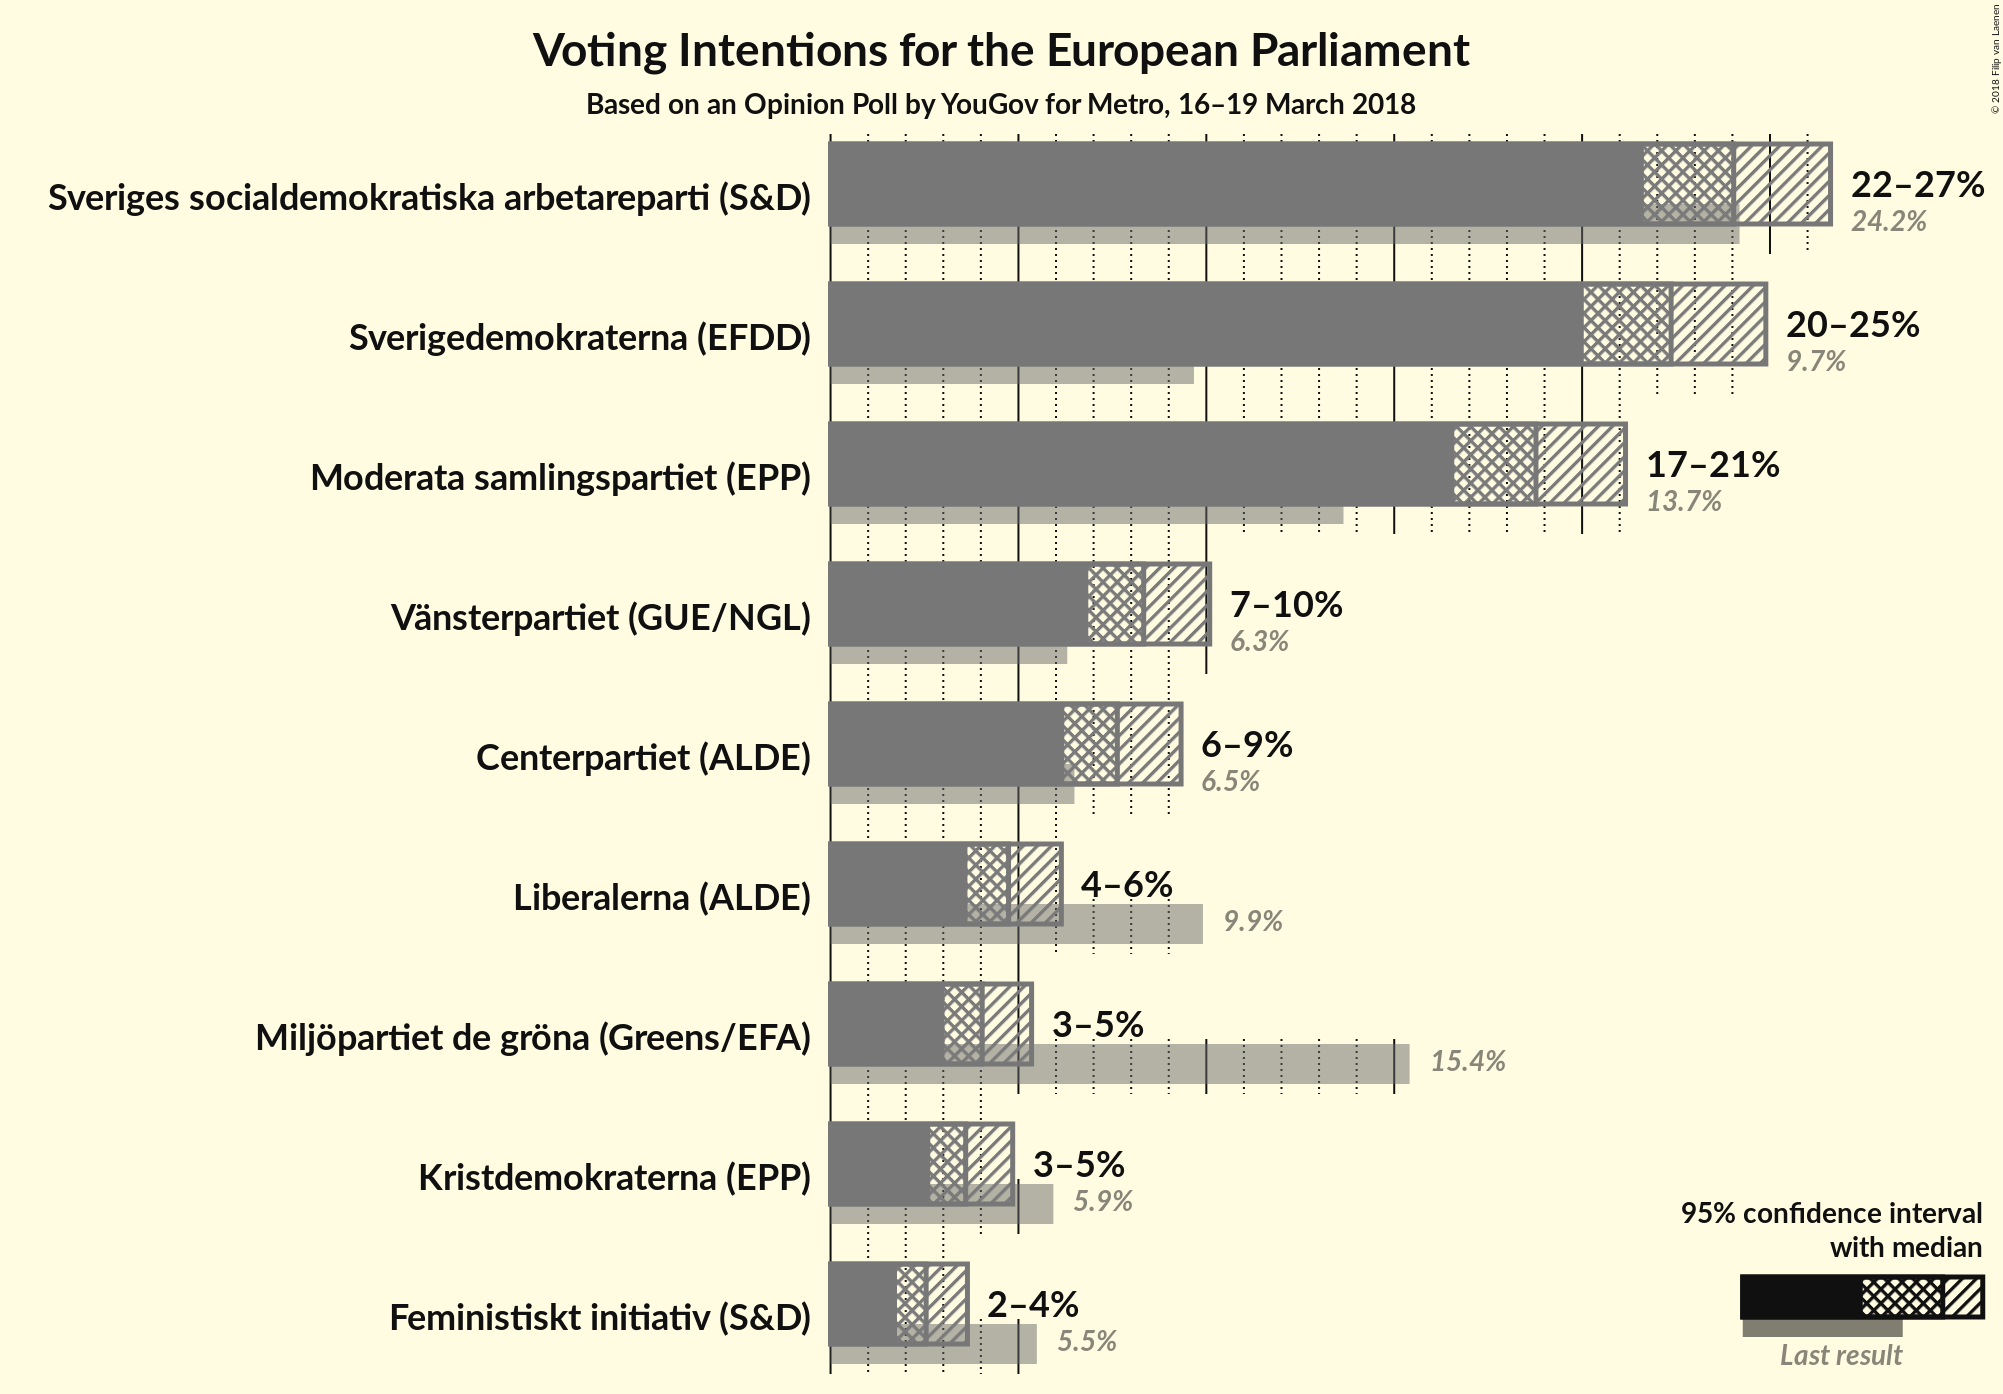 Voting Intentions for the European Parliament
Based on an Opinion Poll by YouGov for Metro, 16–19 March 2018
© 2018 Filip van Laenen
Sveriges socialdemokratiska arbetareparti (S&D)
22–27%
24.2%
Sverigedemokraterna (EFDD)
20–25%
9.7%
Moderata samlingspartiet (EPP)
17–21%
13.7%
Vänsterpartiet (GUE/NGL)
7–10%
6.3%
Centerpartiet (ALDE)
6–9%
6.5%
Liberalerna (ALDE)
4–6%
9.9%
Miljöpartiet de gröna (Greens/EFA)
3–5%
15.4%
Kristdemokraterna (EPP)
3–5%
5.9%
Feministiskt initiativ (S&D)
2–4%
5.5%
95% confidence interval
with median
Last result